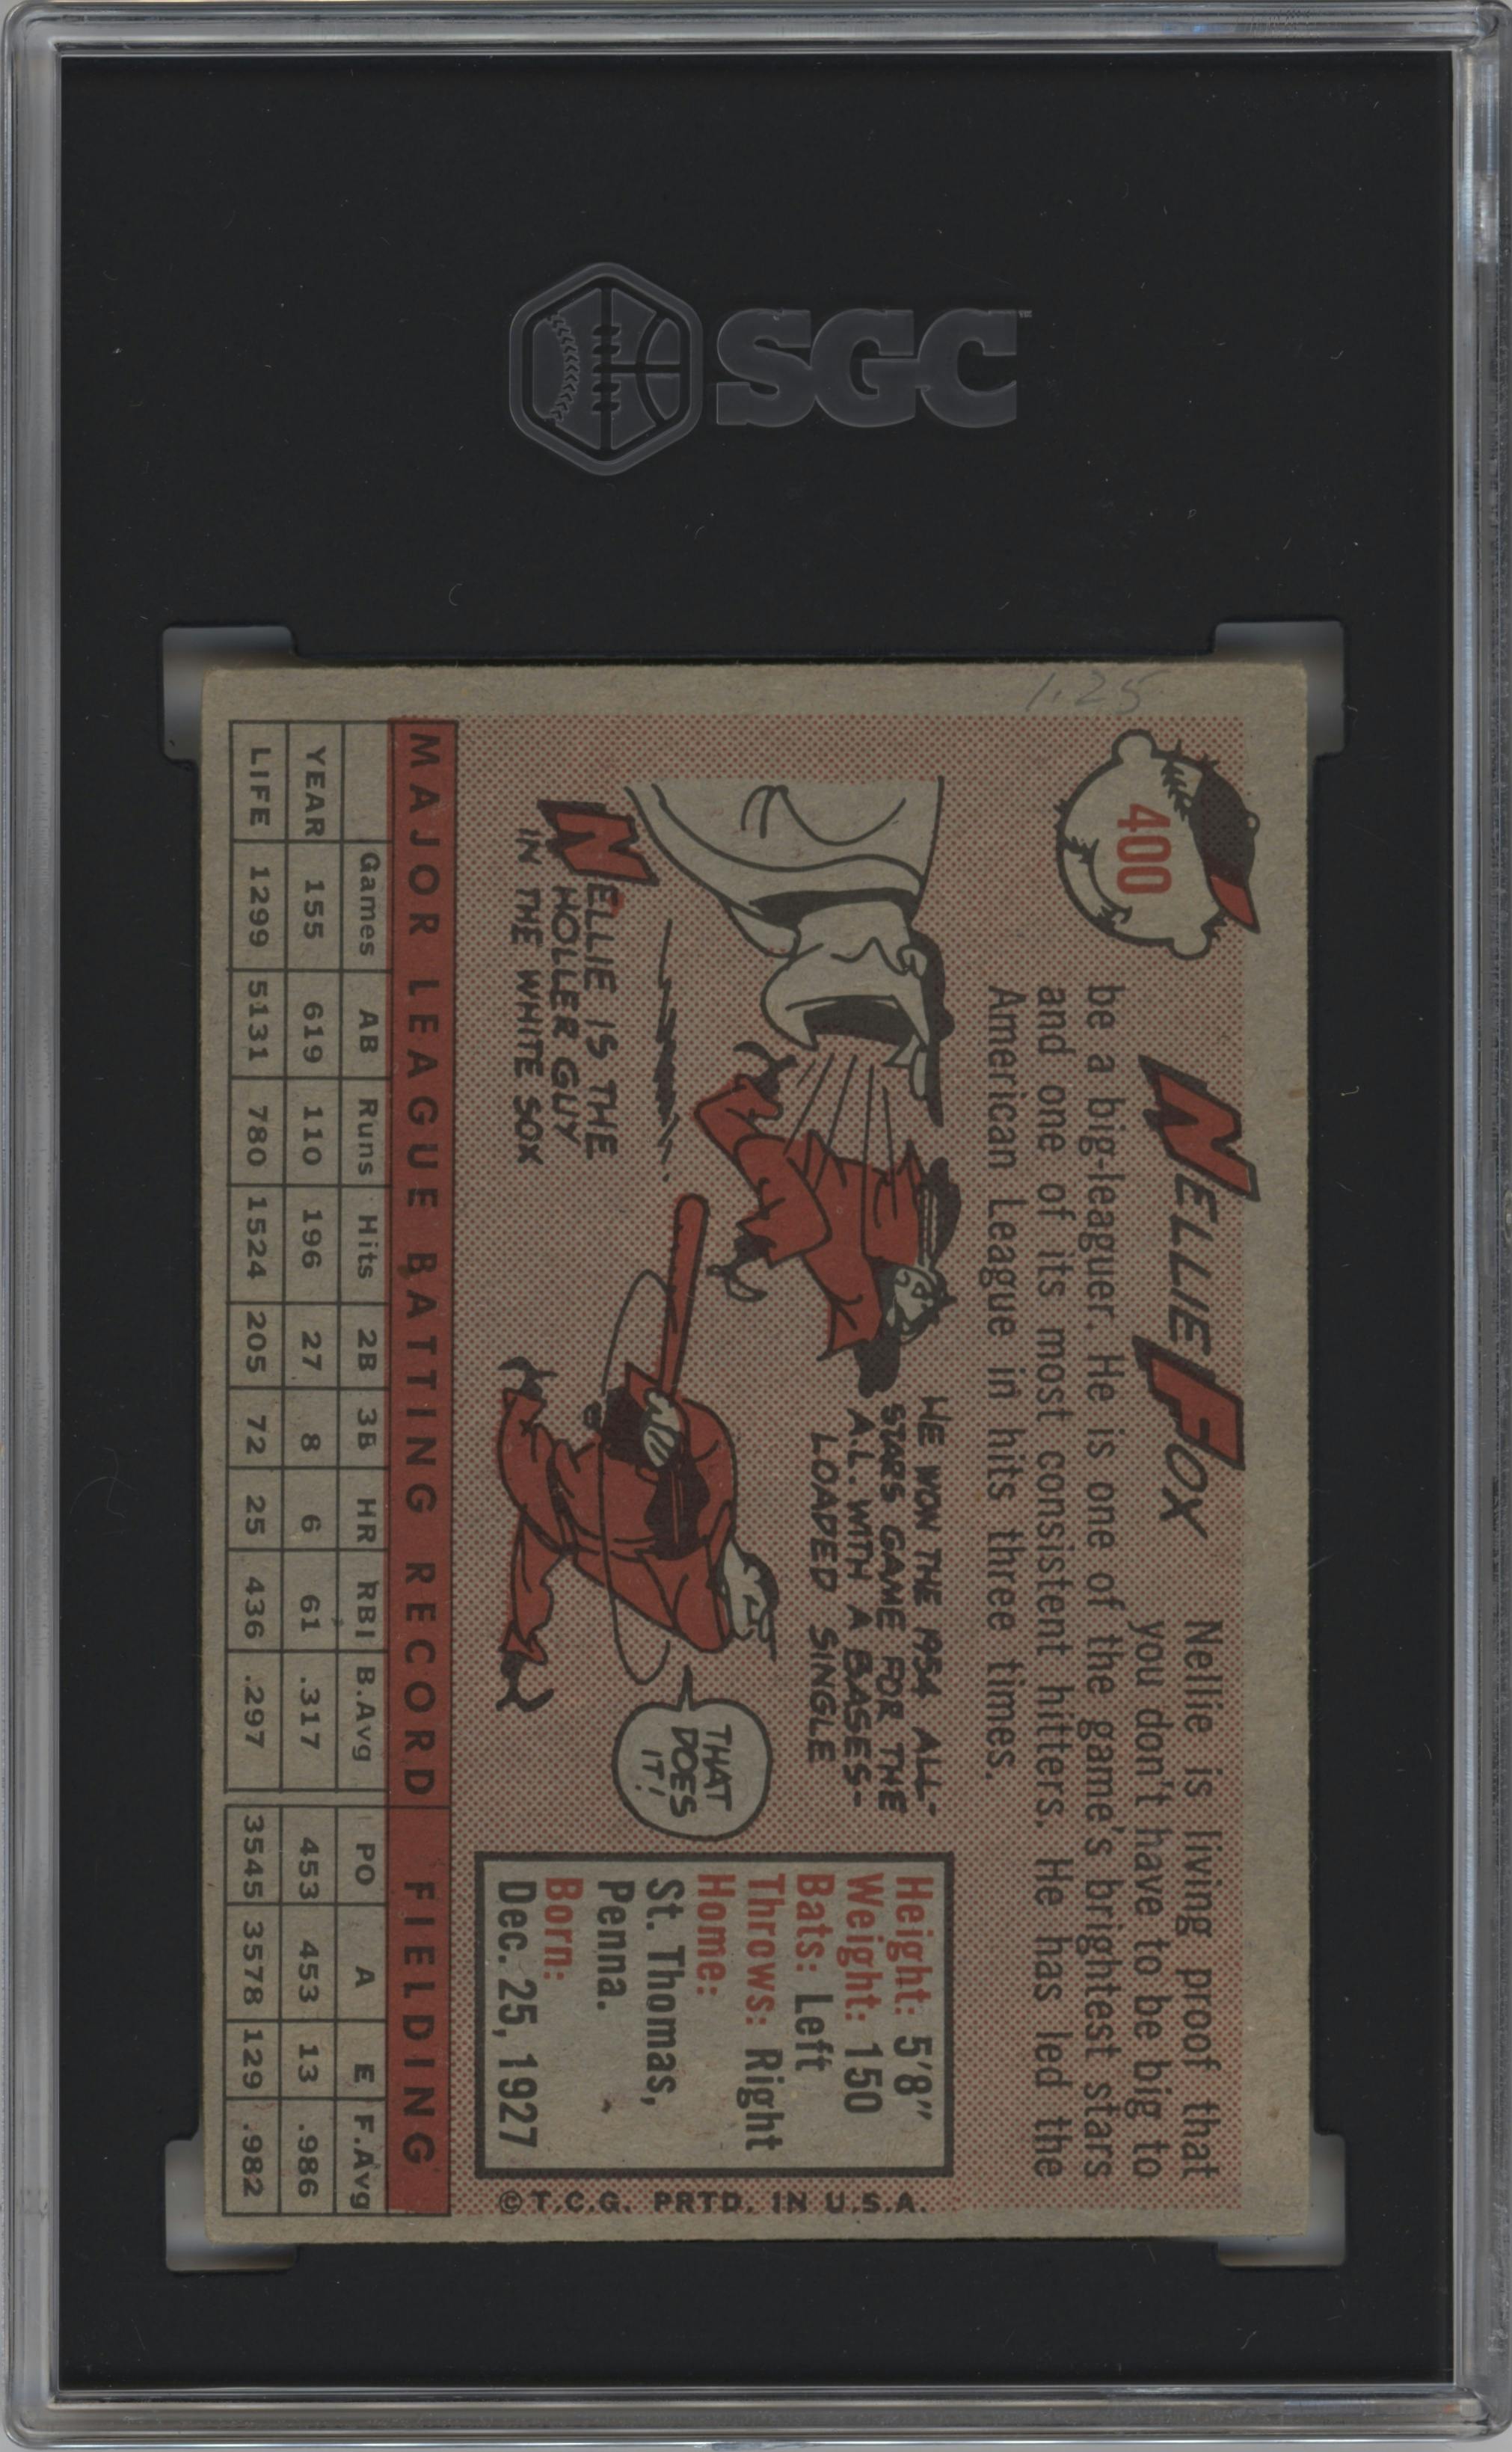 SGC
1.25
400
NELLIE FOX
Nellie is living proof that
you don't have to be big to
be a big-leaguer. He is one of the game's brightest stars
and one of its most consistent hitters. He has led the
American League in hits three times.
HE WON THE 1954 ALL-
STARS GAME FOR THE
A.L. WITH A BASES-
LOADED SINGLE
THAT
DOES
IT!
NELLIE IS THE
HOLLER GUY
IN THE WHITE SOX
Height: 5'8"
Weight: 150
Bats: Left
Throws: Right
Home:
St. Thomas,
Penna.
Born:
Dec. 25, 1927
© T.C.G. PRTD. IN U.S.A.
MAJOR LEAGUE BATTING RECORD FIELDING
Games AB Runs Hits 2B 3B HR RBI B.Avg PO A E F.Avg
YEAR 155 619 110 196 27 8 6 61 .317 453 453 13 .986
LIFE 1299 5131 780 1524 205 72 25 436 .297 3545 3578 129 .982